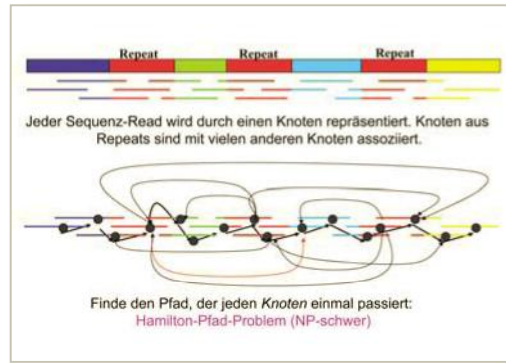 Repeat Repeat Repeat
Jeder Sequenz-Read wird durch einen Knoten repräsentiert. Knoten aus
Repeats sind mit vielen anderen Knoten assoziiert.
Finde den Pfad, der jeden Knoten einmal passiert:
Hamilton-Pfad-Problem (NP-schwer)